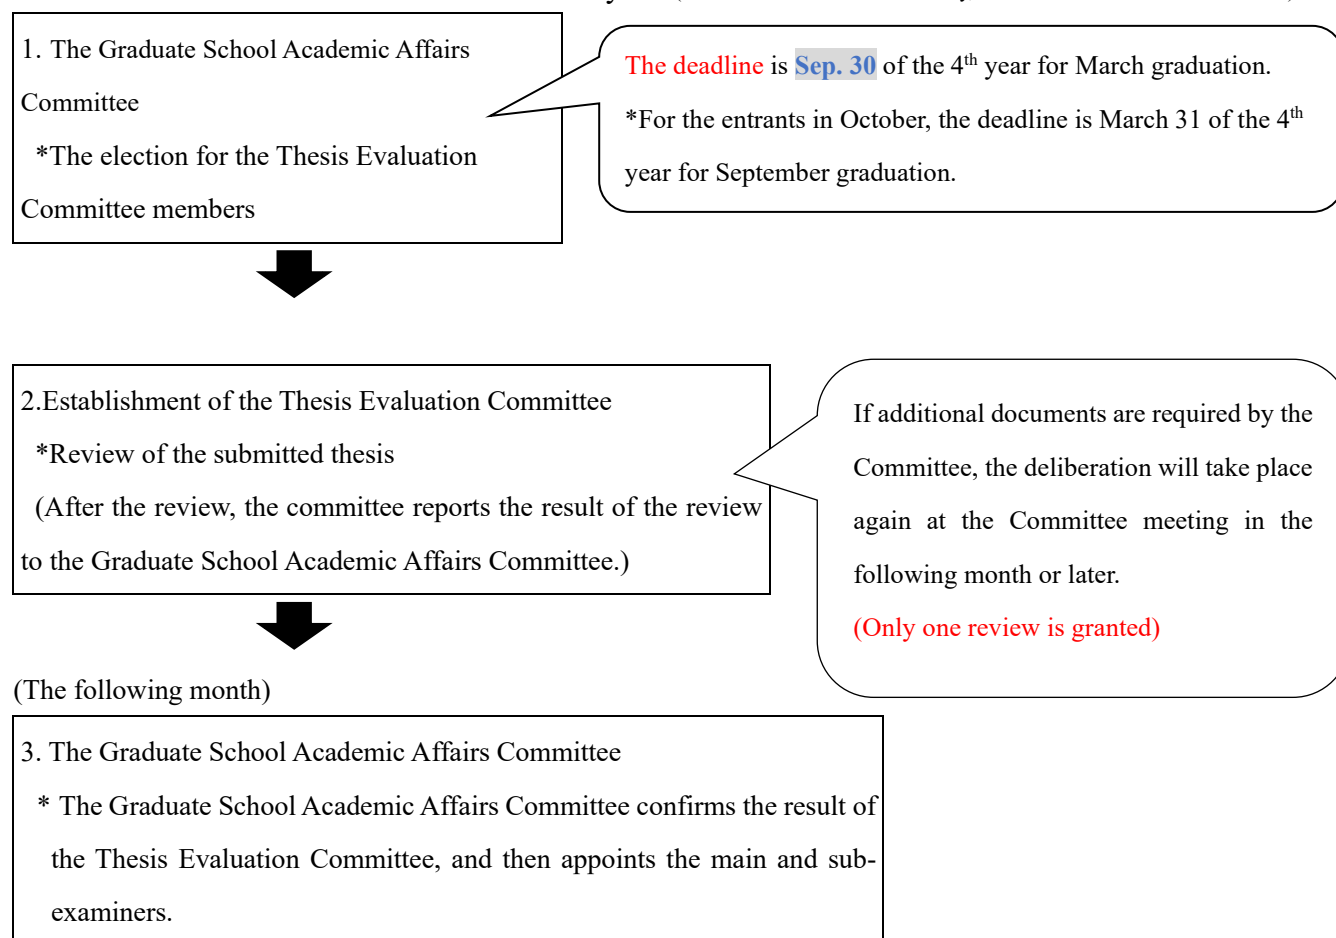 1. The Graduate School Academic Affairs
Committee
*The election for the Thesis Evaluation
Committee members
The deadline is Sep. 30 of the 4th year for March graduation.
*For the entrants in October, the deadline is March 31 of the 4th
year for September graduation.
2.Establishment of the Thesis Evaluation Committee
*Review of the submitted thesis
(After the review, the committee reports the result of the review
to the Graduate School Academic Affairs Committee.)
If additional documents are required by the
Committee, the deliberation will take place
again at the Committee meeting in the
following month or later.
(Only one review is granted)
(The following month)
3. The Graduate School Academic Affairs Committee
* The Graduate School Academic Affairs Committee confirms the result of
the Thesis Evaluation Committee, and then appoints the main and sub-
examiners.